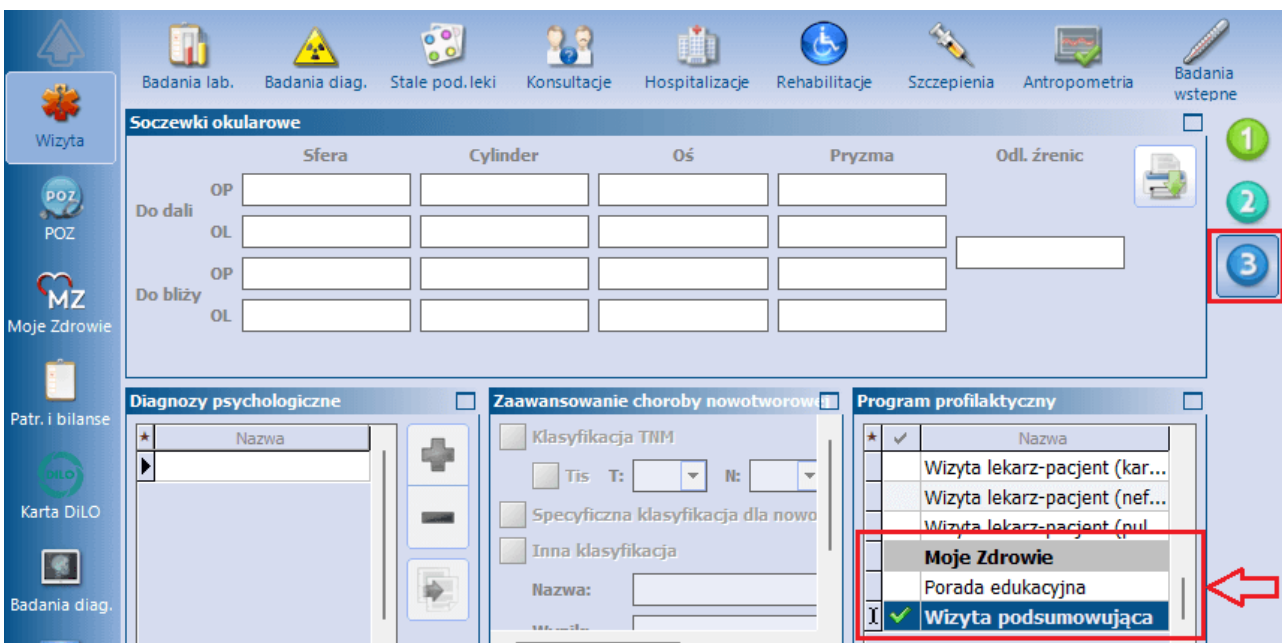 Badania lab.
Badania diag.
Stale pod.leki
Konsultacje
Hospitalizacje
Rehabilitacje
Szczepienia
Antropometria
Badania
wstepne
Wizyta
POZ
POZ
MZ
Moje Zdrowie
Patr. i bilanse
DILO
Karta DiLO
Badania diag.
Soczewki okularowe
Sfera
Cylinder
Oś
Pryzma
Odl. źrenic
Do dali
OP
OL
Do bliży
OP
OL
1
2
3
Diagnozy psychologiczne
Nazwa
Zaawansowanie choroby nowotworowej
Klasyfikacja TNM
Tis T: N:
Specyficzna klasyfikacja dla nowo
Inna klasyfikacja
Nazwa:
Program profilaktyczny
Nazwa
Wizyta lekarz-pacjent (kar...
Wizyta lekarz-pacjent (nef...
Wizyta lekarz-pacjent (pul
Moje Zdrowie
Porada edukacyjna
Wizyta podsumowująca